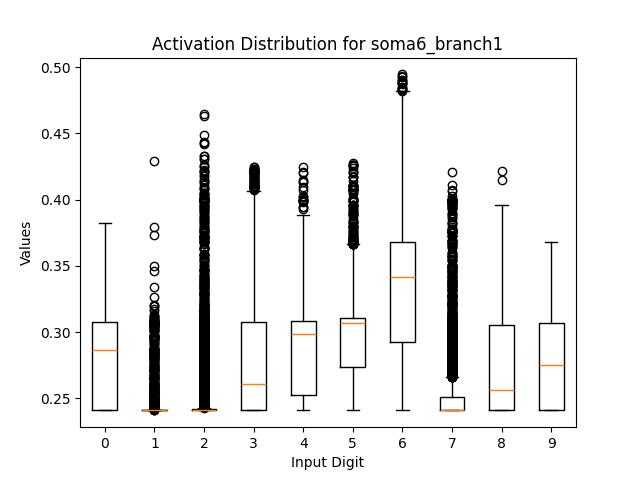 Activation Distribution for soma6_branch1
0.50
0.45
0.40
0.35
0.30
0.25
Values
0 1 2 3 4 5 6 7 8 9
Input Digit